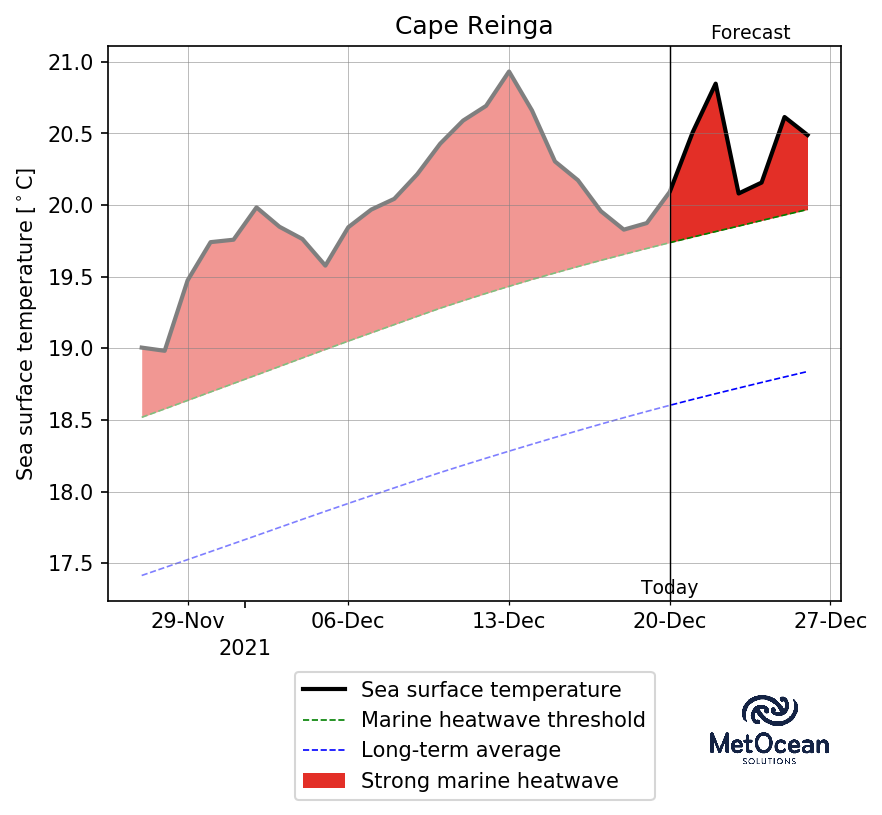 Cape Reinga
Forecast
Sea surface temperature [°C]
21.0
20.5
20.0
19.5
19.0
18.5
18.0
17.5
Today
29-Nov 06-Dec 13-Dec 20-Dec 27-Dec
2021
Sea surface temperature
Marine heatwave threshold
Long-term average
Strong marine heatwave
MetOcean
SOLUTIONS